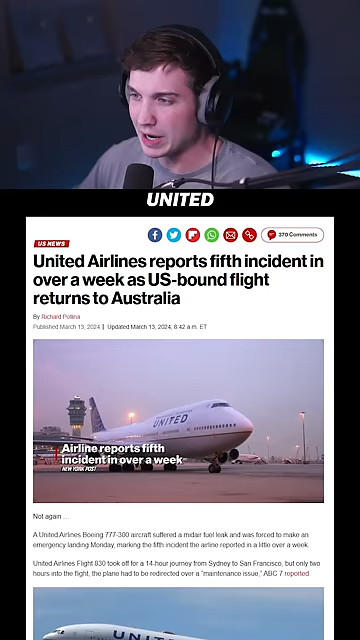 UNITED
370 Comments
US NEWS
United Airlines reports fifth incident in
over a week as US-bound flight
returns to Australia
By Richard Pollina
Published March 13, 2024 | Updated March 13, 2024, 8:42 a.m. ET
UNITED
Airline reports fifth
incident in over a week
NEW YORK POST
Not again …
A United Airlines Boeing 777-300 aircraft suffered a midair fuel leak and was forced to make an
emergency landing Monday, marking the fifth incident the airline reported in a little over a week.
United Airlines Flight 830 took off for a 14-hour journey from Sydney to San Francisco, but only two
hours into the flight, the plane had to be redirected over a “maintenance issue,” ABC 7 reported.
UNITED